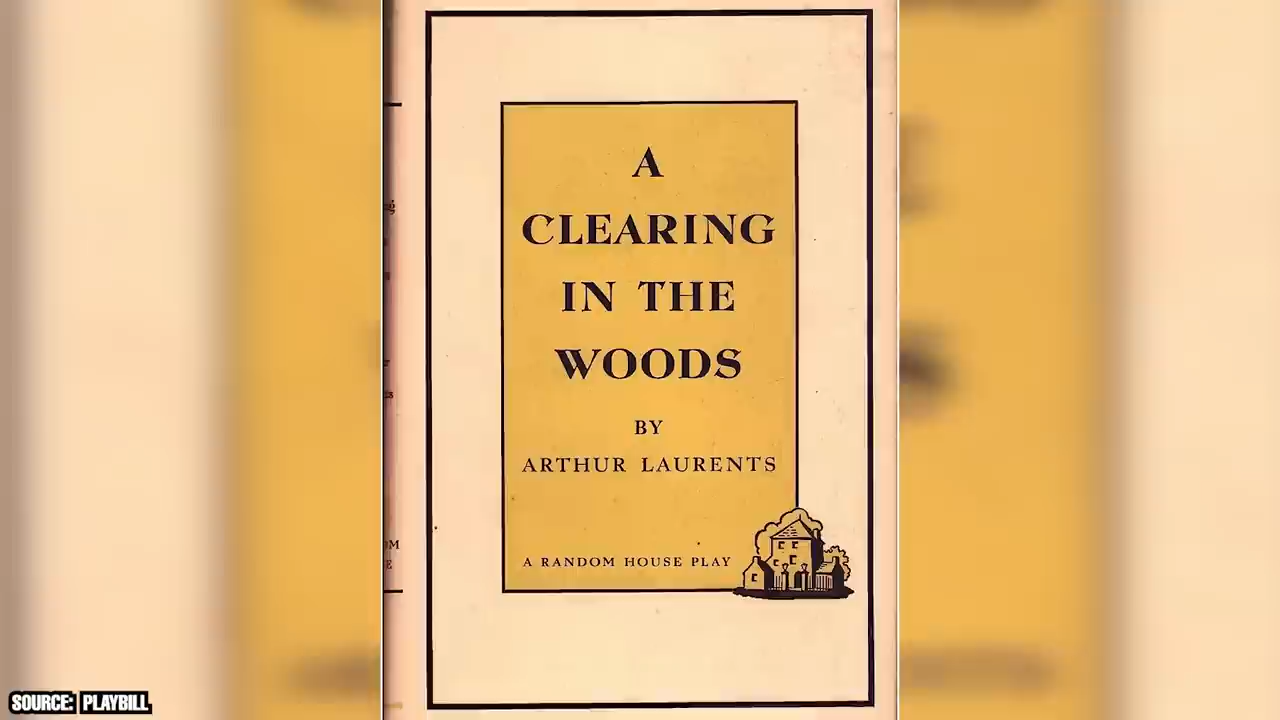 A
CLEARING
IN THE
WOODS
BY
ARTHUR LAURENTS
A RANDOM HOUSE PLAY
SOURCE: PLAYBILL